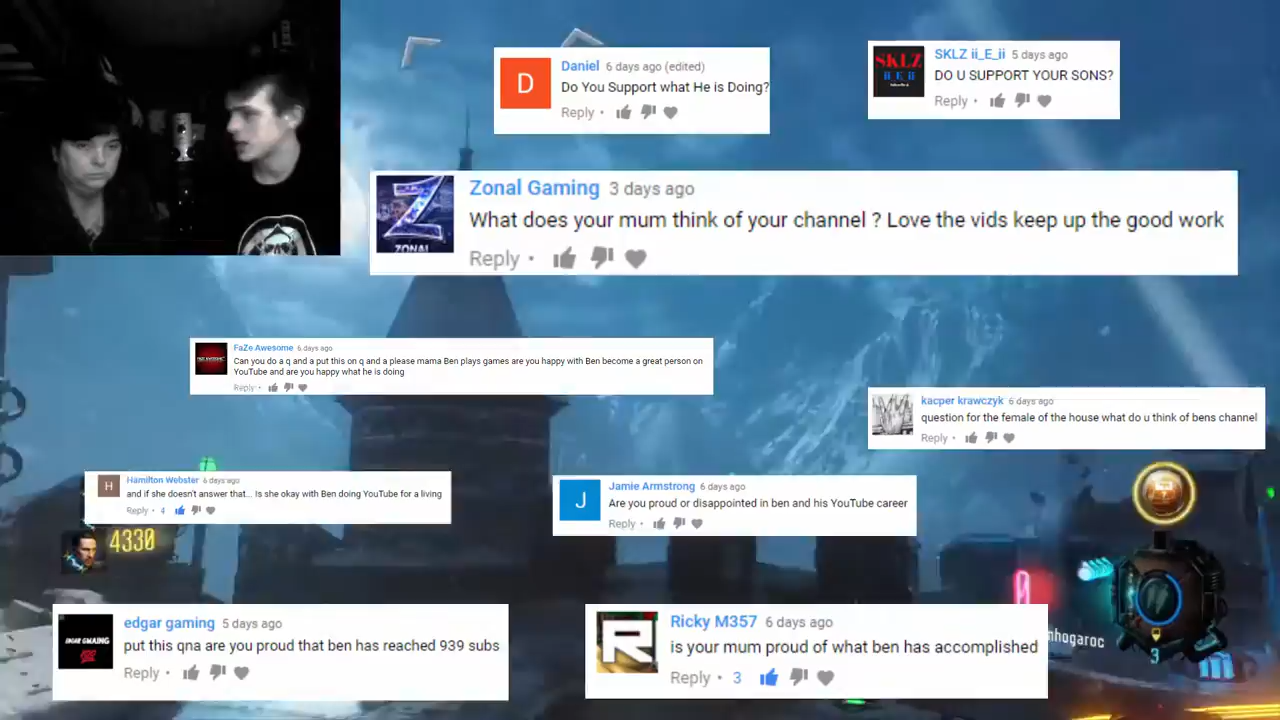 Daniel 6 days ago (edited)
Do You Support what He is Doing?
Reply •
D
SKLZ ii_E_ii 5 days ago
DO U SUPPORT YOUR SONS?
Reply •
SKLZ
ii_E_ii
Zonal Gaming 3 days ago
What does your mum think of your channel ? Love the vids keep up the good work
Reply •
Z
ZONAL
FaZe Awesome 6 days ago
Can you do a q and a put this on q and a please mama Ben plays games are you happy with Ben become a great person on
YouTube and are you happy what he is doing
Reply •
kacper krawczyk 6 days ago
question for the female of the house what do u think of bens channel
Reply •
H
Hamilton Webster 6 days ago
and if she doesn't answer that... Is she okay with Ben doing YouTube for a living
Reply • 4
J
Jamie Armstrong 6 days ago
Are you proud or disappointed in ben and his YouTube career
Reply •
4330
0
nhogaroc
3
EDGAR GMAING
edgar gaming 5 days ago
put this qna are you proud that ben has reached 939 subs
Reply •
R
Ricky M357 6 days ago
is your mum proud of what ben has accomplished
Reply • 3